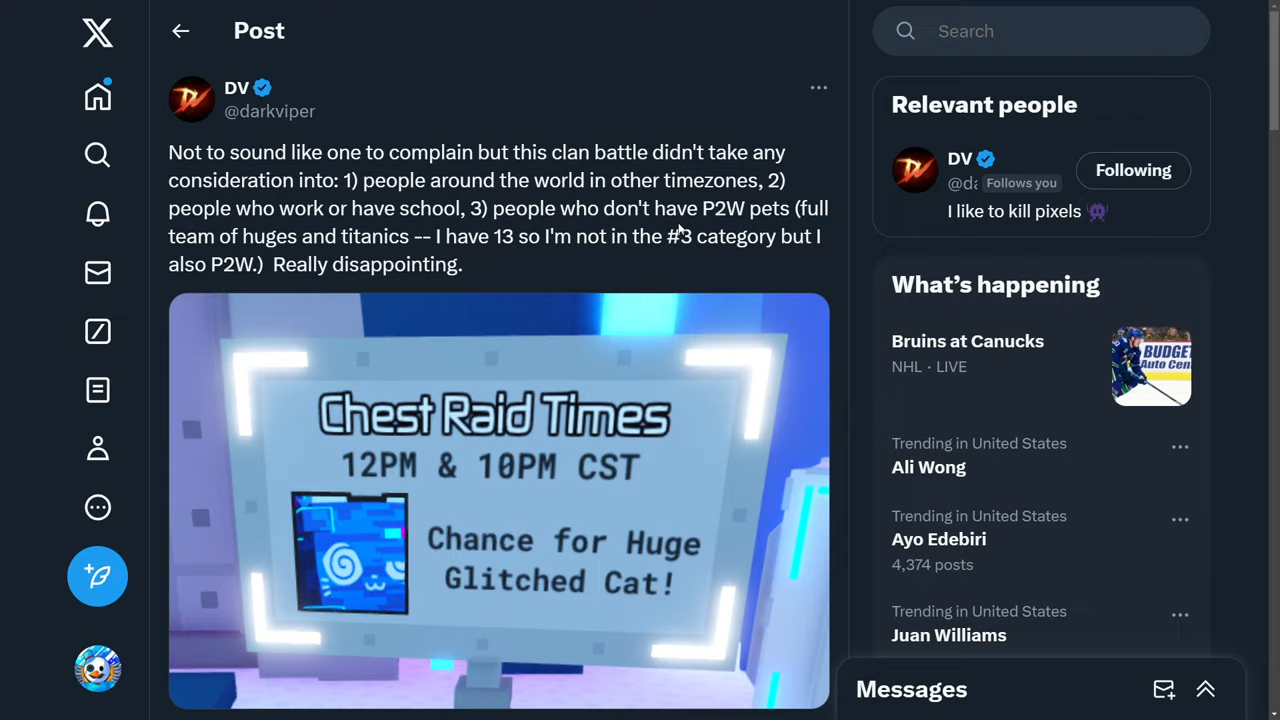 Post
Search
DV
@darkviper
Not to sound like one to complain but this clan battle didn't take any
consideration into: 1) people around the world in other timezones, 2)
people who work or have school, 3) people who don't have P2W pets (full
team of huges and titanics -- I have 13 so I'm not in the #3 category but I
also P2W.) Really disappointing.
Chest Raid Times
12PM & 10PM CST
Chance for Huge
Glitched Cat!
Relevant people
DV
@da Follows you
Following
I like to kill pixels
What's happening
Bruins at Canucks
NHL · LIVE
BUDGET
Auto Cen
Trending in United States
Ali Wong
Trending in United States
Ayo Edebiri
4,374 posts
Trending in United States
Juan Williams
Messages